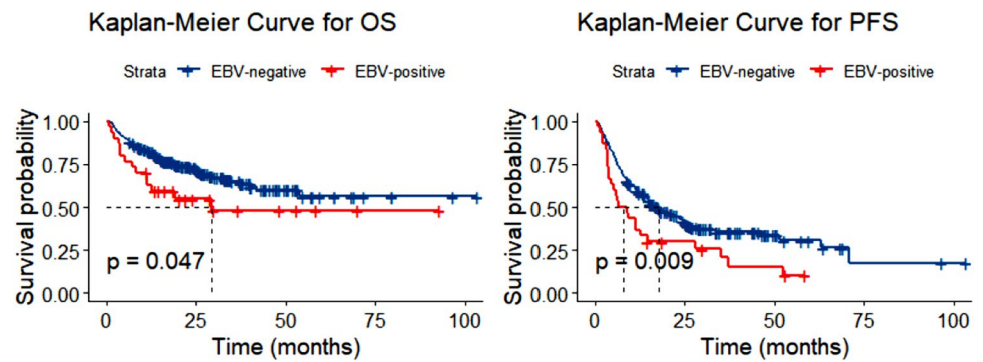 Kaplan-Meier Curve for OS
Strata EBV-negative EBV-positive
Survival probability
1.00
0.75
0.50
0.25
0.00
p = 0.047
0 25 50 75 100
Time (months)
Kaplan-Meier Curve for PFS
Strata EBV-negative EBV-positive
Survival probability
1.00
0.75
0.50
0.25
0.00
p = 0.009
0 25 50 75 100
Time (months)